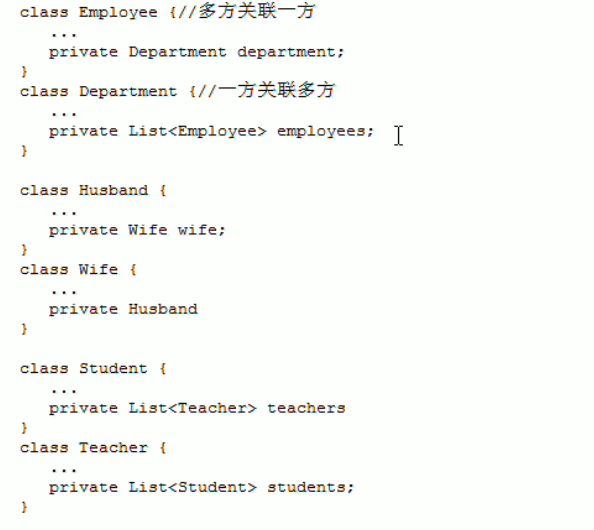 class Employee {//多方关联一方
...
private Department department;
}
class Department {//一方关联多方
...
private List<Employee> employees;
}
class Husband {
...
private Wife wife;
}
class Wife {
...
private Husband
}
class Student {
...
private List<Teacher> teachers
}
class Teacher {
...
private List<Student> students;
}